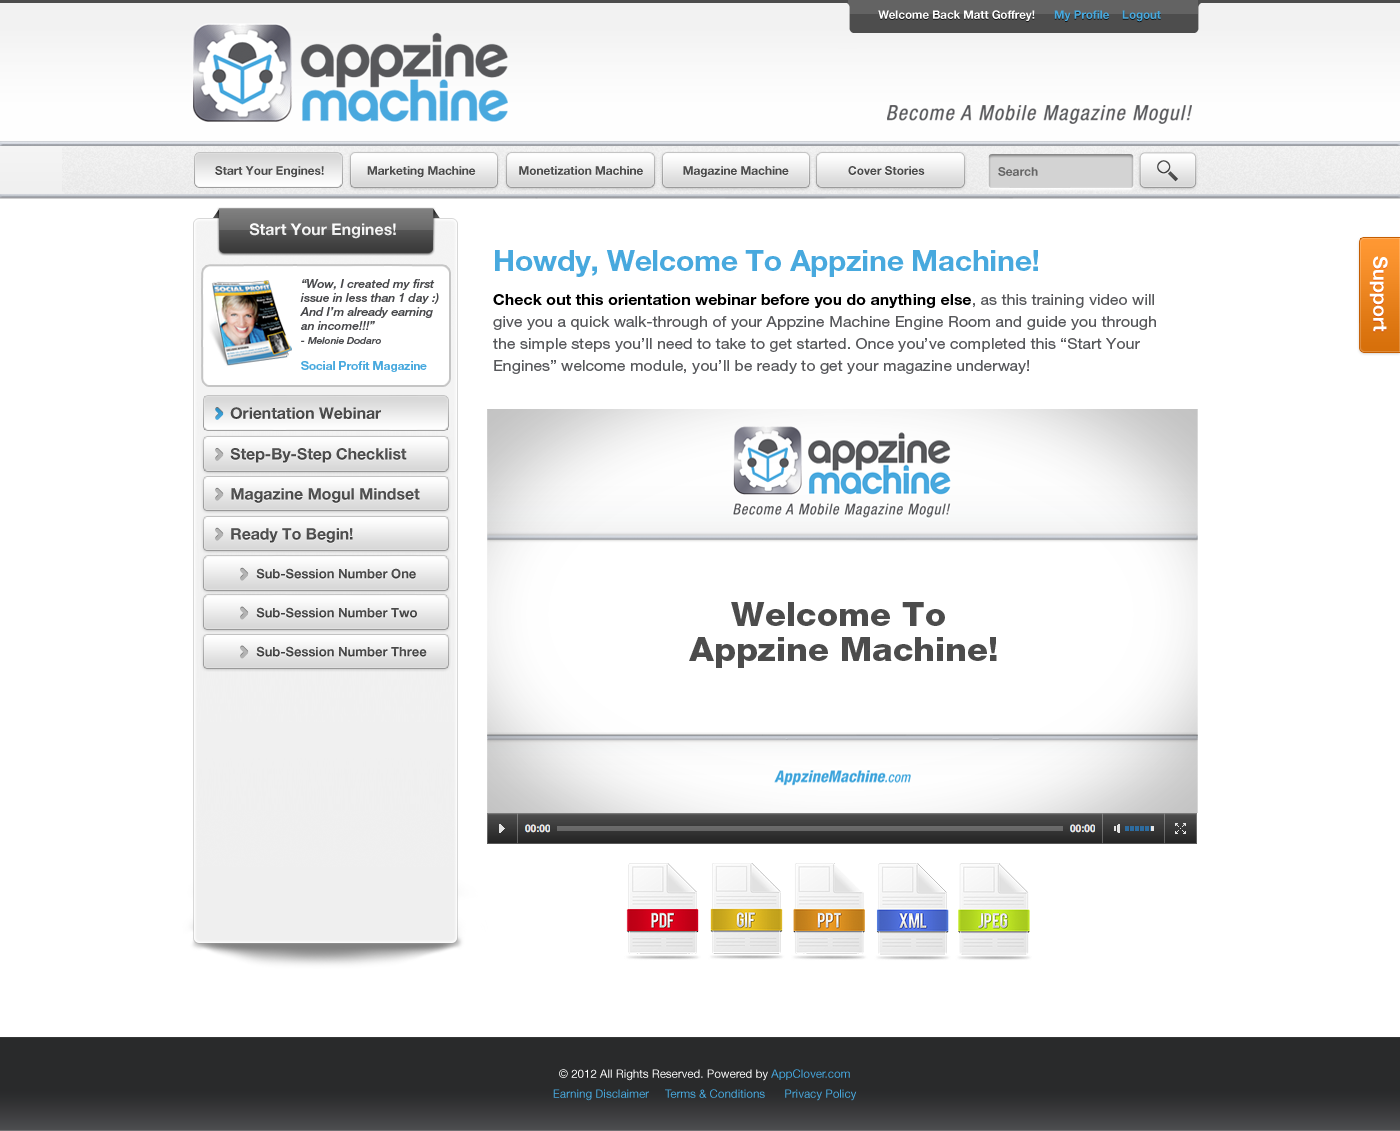 Welcome Back Matt Goffrey! My Profile Logout
appzine
machine
Become A Mobile Magazine Mogul!
Start Your Engines! Marketing Machine Monetization Machine Magazine Machine Cover Stories Search
Start Your Engines!
SOCIAL PROFIT
“Wow, I created my first
issue in less than 1 day :)
And I’m already earning
an income!!!”
- Melonie Dodaro
Social Profit Magazine
Orientation Webinar
Step-By-Step Checklist
Magazine Mogul Mindset
Ready To Begin!
Sub-Session Number One
Sub-Session Number Two
Sub-Session Number Three
Howdy, Welcome To Appzine Machine!
Check out this orientation webinar before you do anything else, as this training video will
give you a quick walk-through of your Appzine Machine Engine Room and guide you through
the simple steps you’ll need to take to get started. Once you’ve completed this “Start Your
Engines” welcome module, you’ll be ready to get your magazine underway!
Support
appzine
machine
Become A Mobile Magazine Mogul!
Welcome To
Appzine Machine!
AppzineMachine.com
00:00 00:00
PDF GIF PPT XML JPEG
© 2012 All Rights Reserved. Powered by AppClover.com
Earning Disclaimer Terms & Conditions Privacy Policy